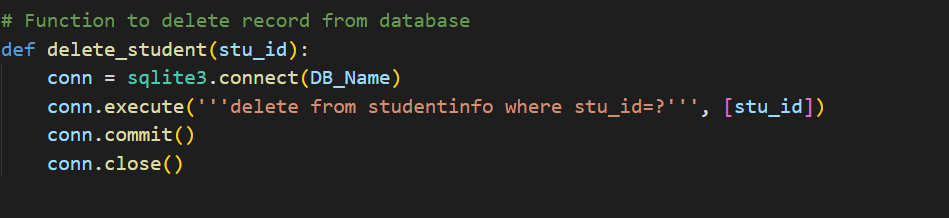 # Function to delete record from database
def delete_student(stu_id):
    conn = sqlite3.connect(DB_Name)
    conn.execute('''delete from studentinfo where stu_id=?''', [stu_id])
    conn.commit()
    conn.close()